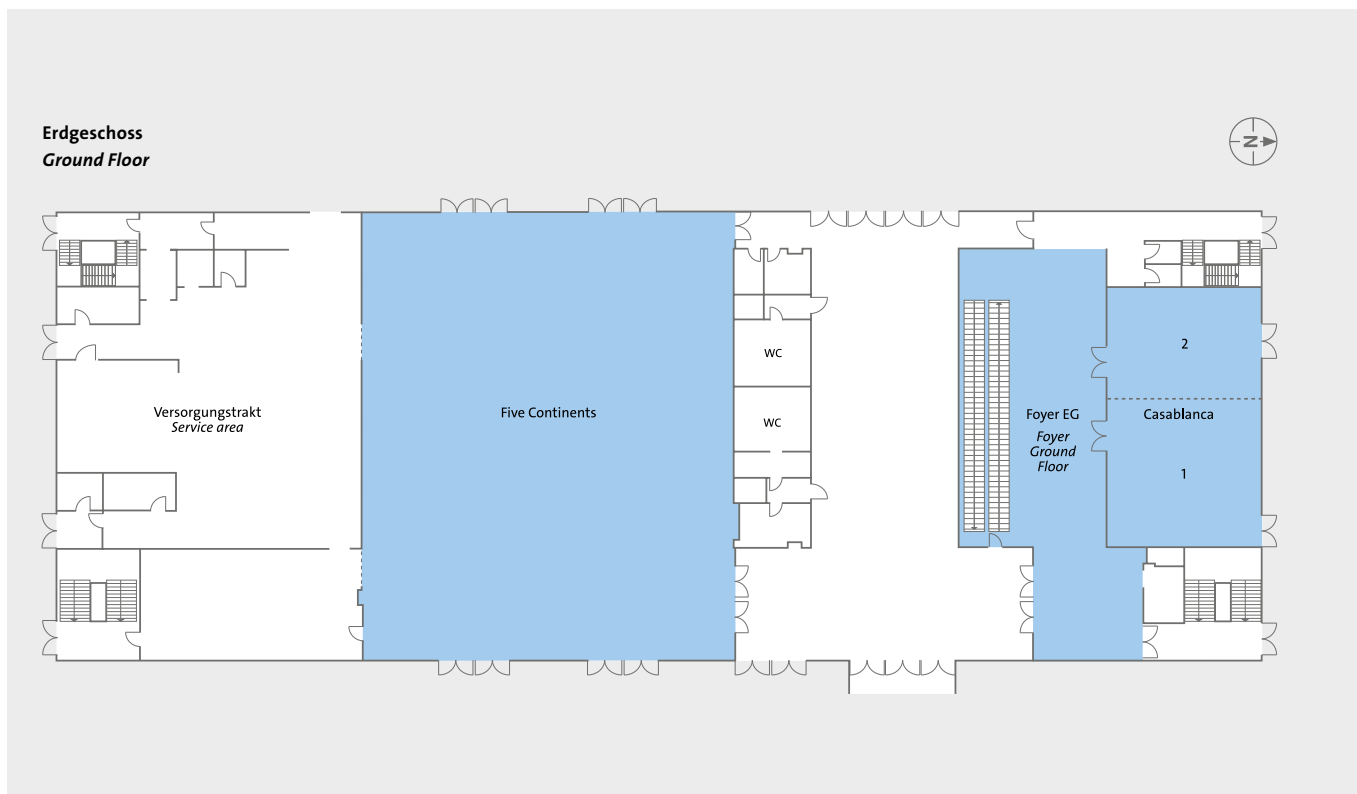 Erdgeschoss
Ground Floor
N
WC
2
Versorgungstrakt
Service area
Five Continents
WC
Foyer EG
Foyer
Ground
Floor
Casablanca
1